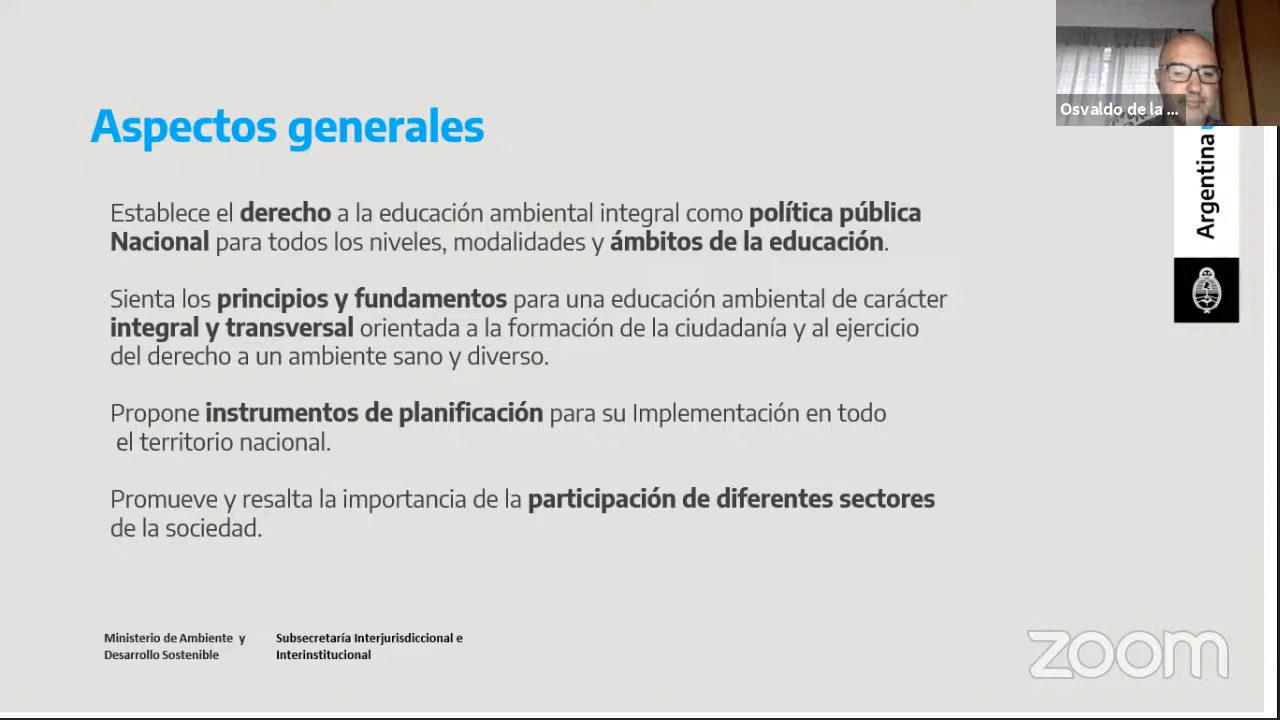 Aspectos generales
Osvaldo de la ...
Argentina
Establece el derecho a la educación ambiental integral como política pública
Nacional para todos los niveles, modalidades y ámbitos de la educación.
Sienta los principios y fundamentos para una educación ambiental de carácter
integral y transversal orientada a la formación de la ciudadanía y al ejercicio
del derecho a un ambiente sano y diverso.
Propone instrumentos de planificación para su Implementación en todo
el territorio nacional.
Promueve y resalta la importancia de la participación de diferentes sectores
de la sociedad.
Ministerio de Ambiente y
Desarrollo Sostenible
Subsecretaría Interjurisdiccional e
Interinstitucional
zoom